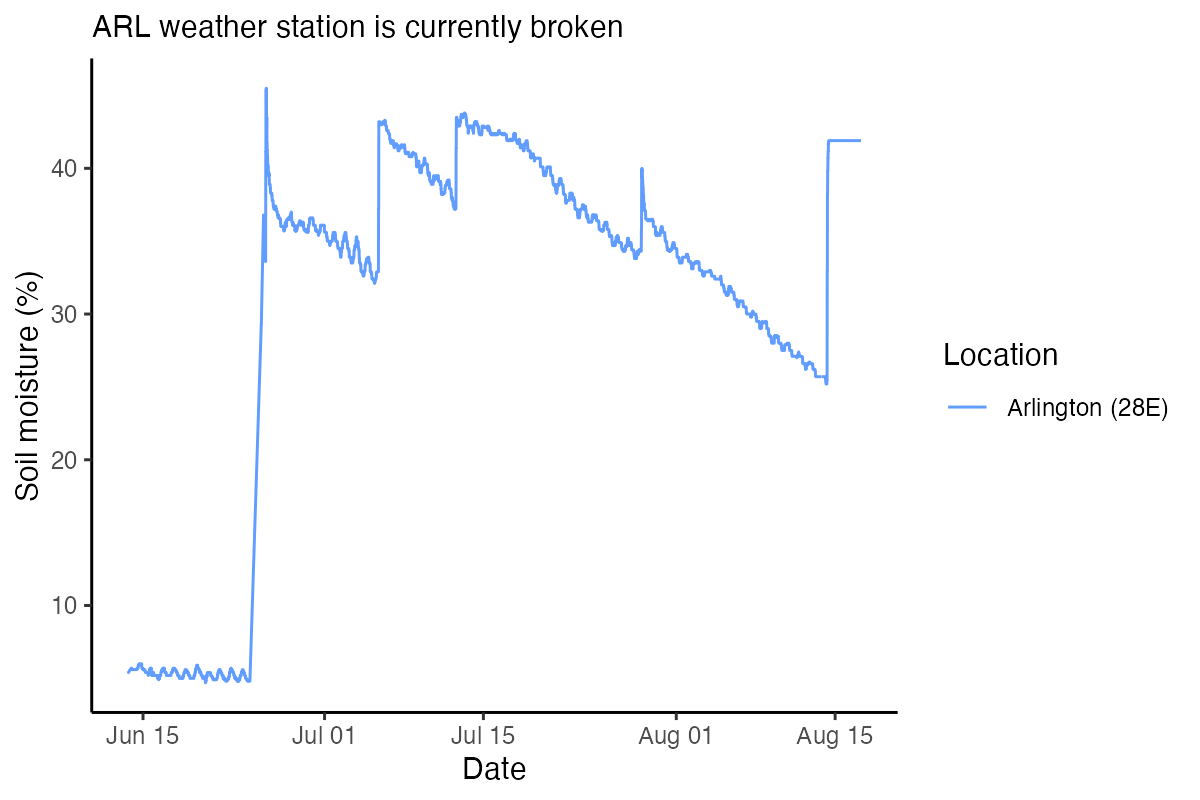 ARL weather station is currently broken
Soil moisture (%)
40
30
20
10
Jun 15
Jul 01
Jul 15
Aug 01
Aug 15
Date
Location
Arlington (28E)